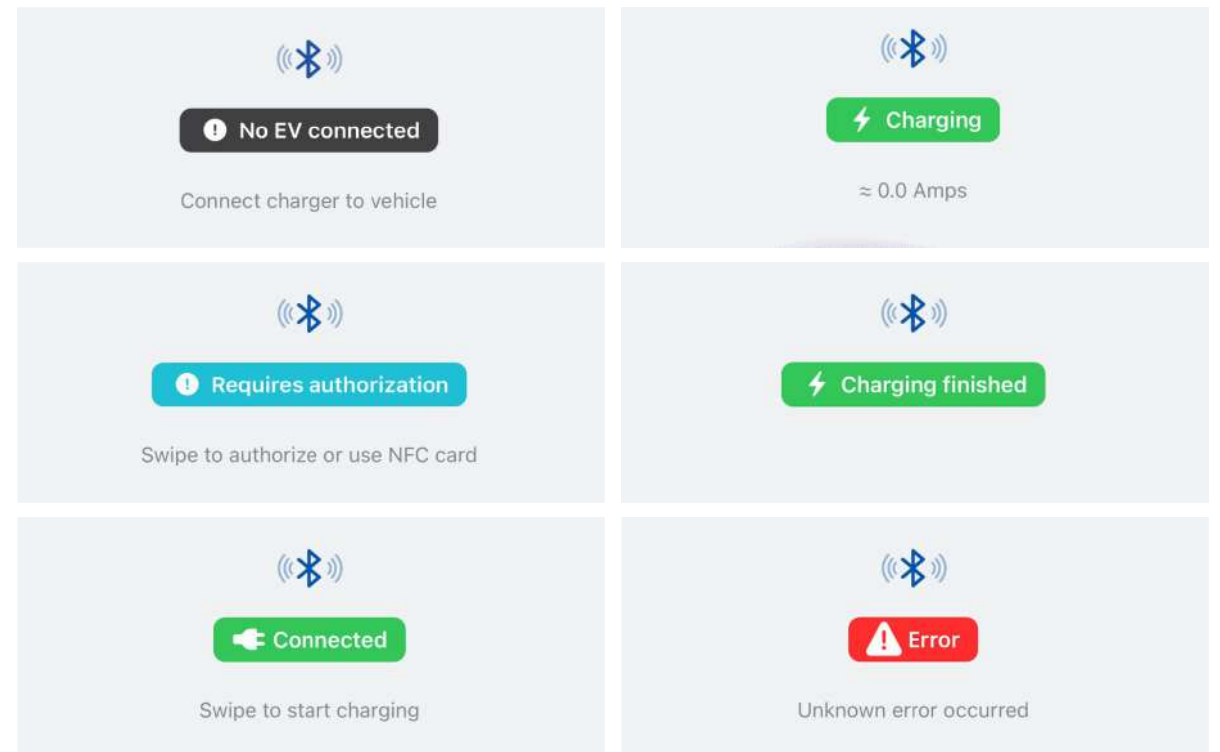 No EV connected
Connect charger to vehicle
Charging
≈ 0.0 Amps
Requires authorization
Swipe to authorize or use NFC card
Charging finished
Connected
Swipe to start charging
Error
Unknown error occurred